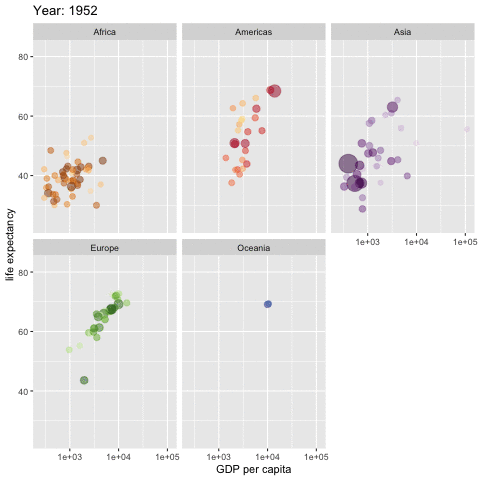 Year: 1952
Africa Americas Asia
80
60
40
1e+03 1e+04 1e+05
Europe Oceania
80
60
40
1e+03 1e+04 1e+05 1e+03 1e+04 1e+05
GDP per capita
life expectancy